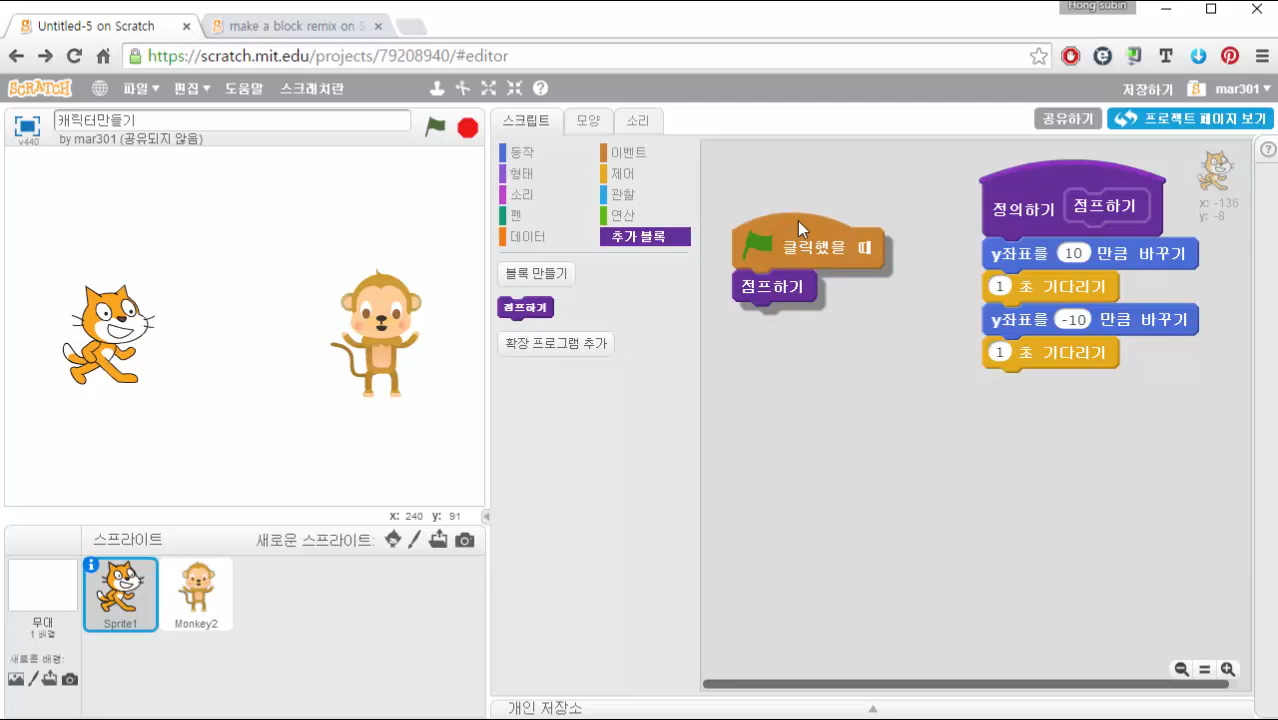 Hong subin
Untitled-5 on Scratch
make a block remix on S
https://scratch.mit.edu/projects/79208940/#editor
SCRATCH 파일 편집 도움말 스크래치란 저장하기 mar301
캐릭터만들기
by mar301 (공유되지 않음)
v440
스크립트 모양 소리
공유하기 프로젝트 페이지 보기
동작 이벤트
형태 제어
소리 관찰
펜 연산
데이터 추가 블록
블록 만들기
점프하기
확장 프로그램 추가
클릭했을
점프하기
정의하기 점프하기
y좌표를 10 만큼 바꾸기
1 초 기다리기
y좌표를 -10 만큼 바꾸기
1 초 기다리기
x: -136
y: -8
x: 240 y: 91
스프라이트 새로운 스프라이트:
무대
1 배경
새로운 배경:
Sprite1
Monkey2
개인 저장소